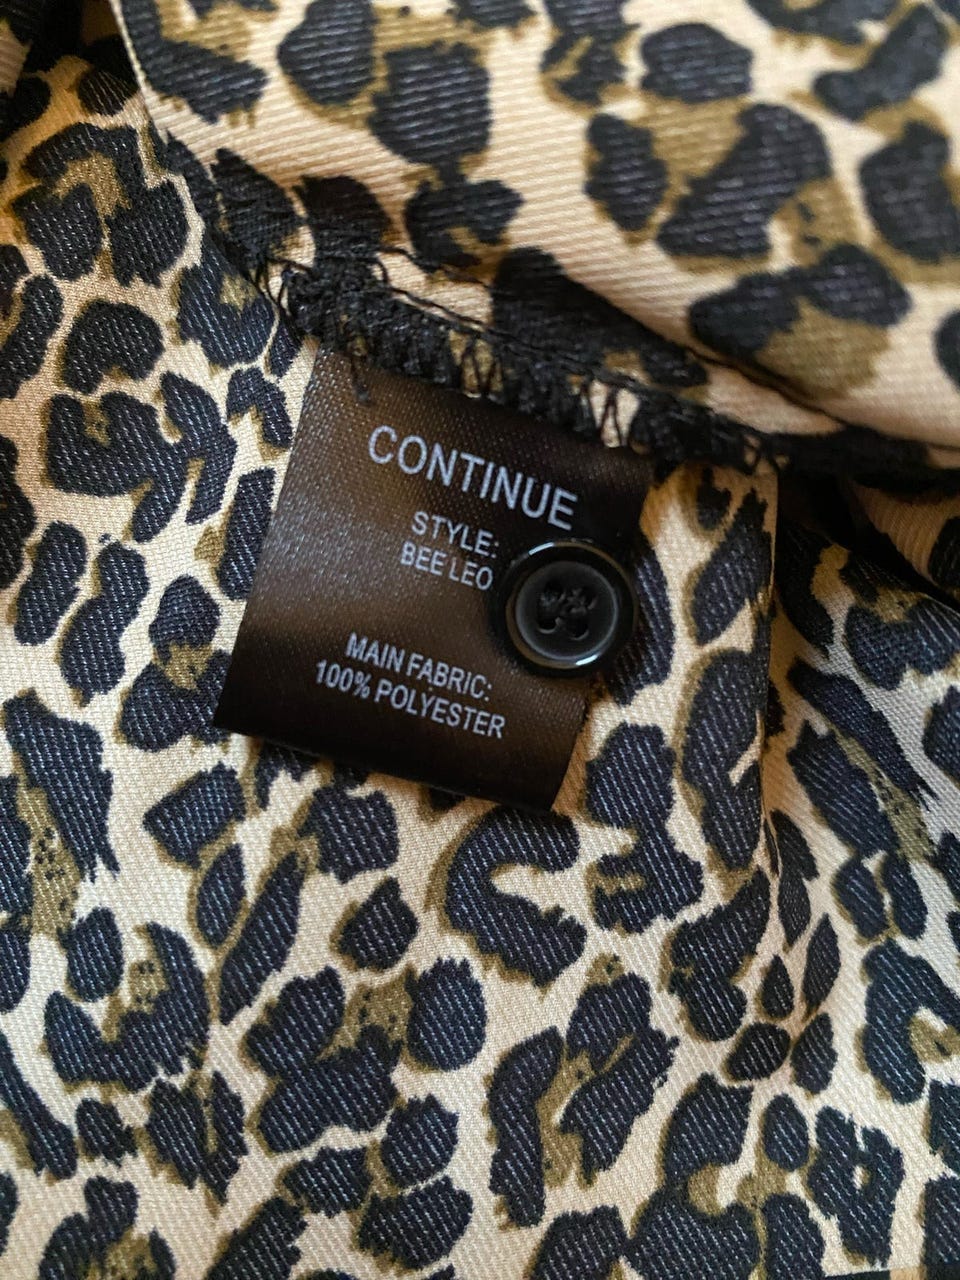 CONTINUE
STYLE:
BEE LEO
MAIN FABRIC:
100% POLYESTER